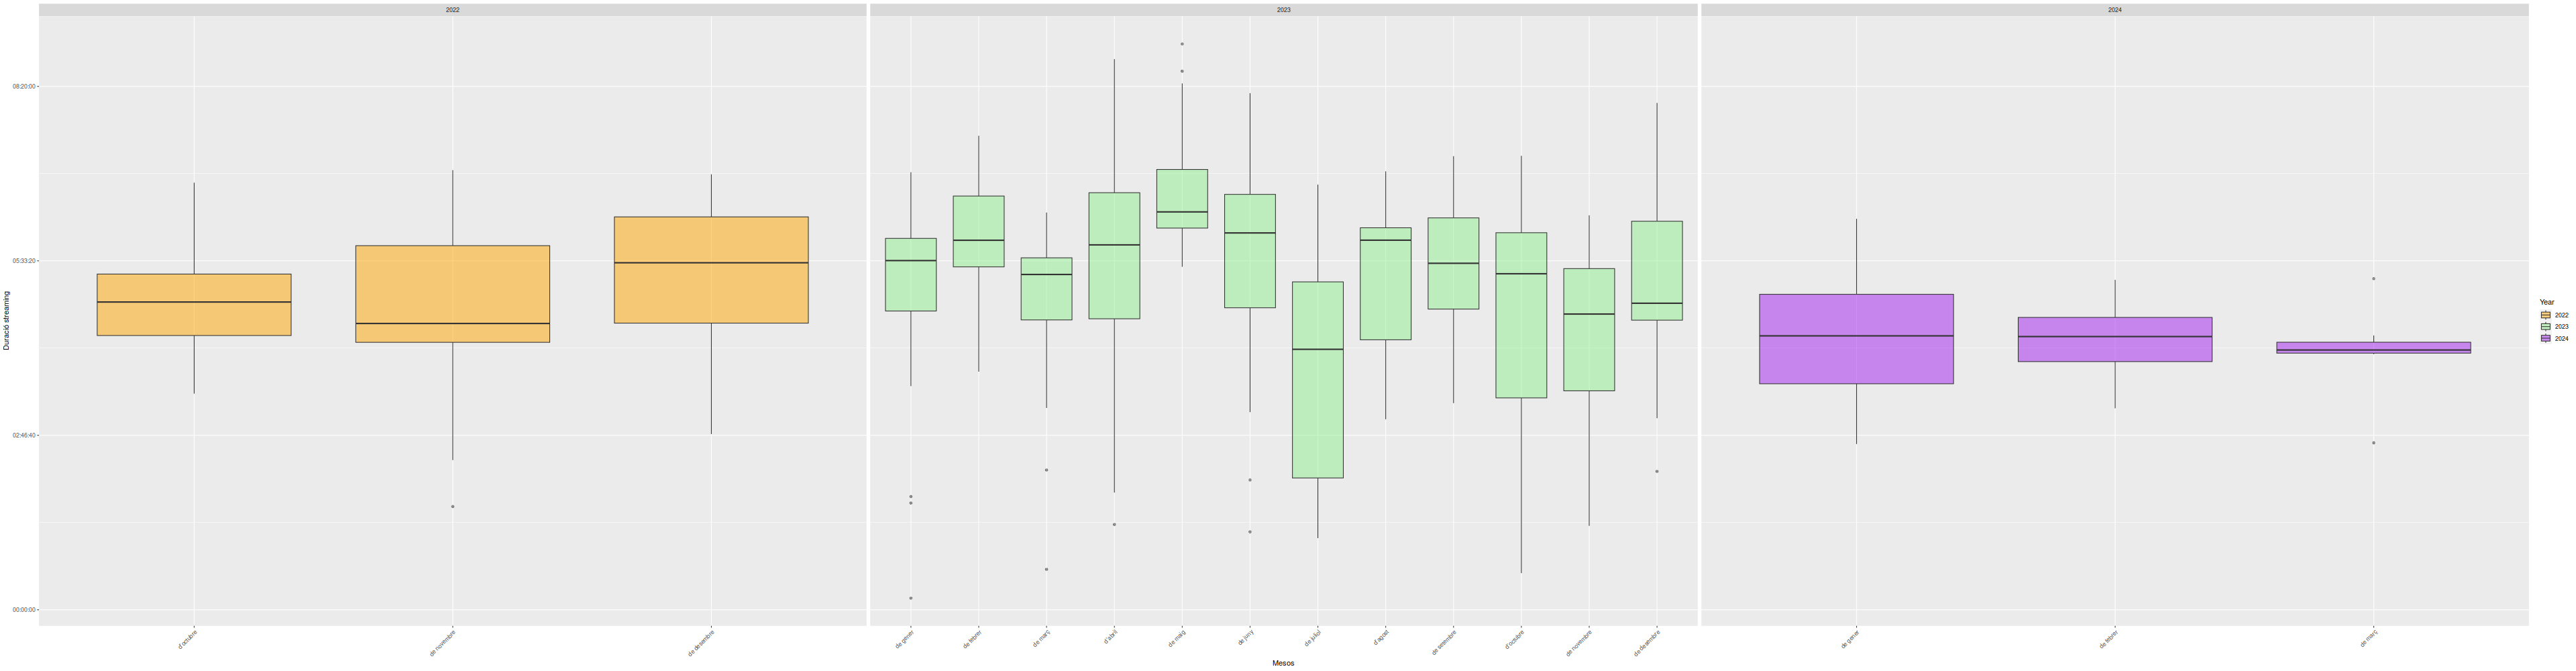 2022
2023
2024
08:20:00
05:33:20
02:46:40
00:00:00
Duració streaming
d'octubre
de novembre
de desembre
de gener
de febrer
de març
d'abril
de maig
de juny
de juliol
d'agost
de setembre
d'octubre
de novembre
de desembre
de gener
de febrer
de març
Mesos
Year
2022
2023
2024